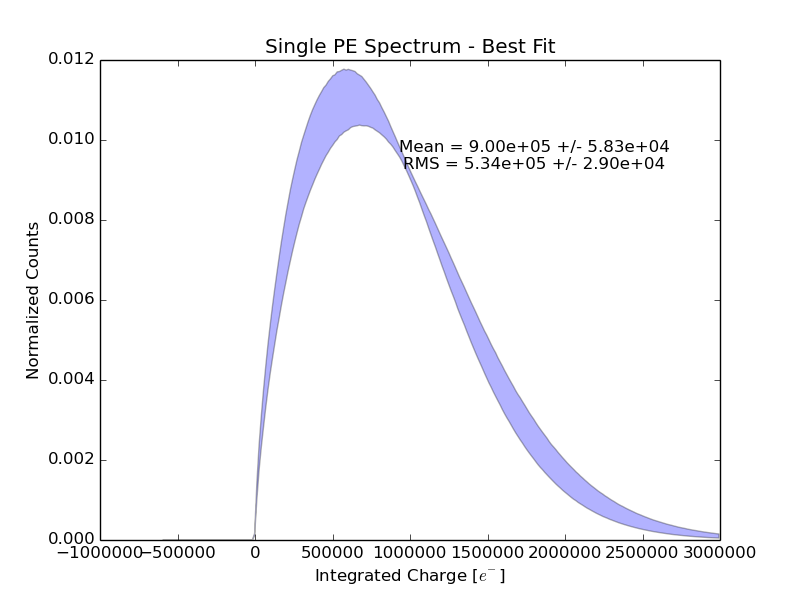 Single PE Spectrum - Best Fit
0.012
0.010
Mean = 9.00e+05 +/- 5.83e+04
RMS = 5.34e+05 +/- 2.90e+04
0.008
Normalized Counts
0.006
0.004
0.002
0.000
−1000000 −500000 0 500000 1000000 1500000 2000000 2500000 3000000
Integrated Charge [e⁻]